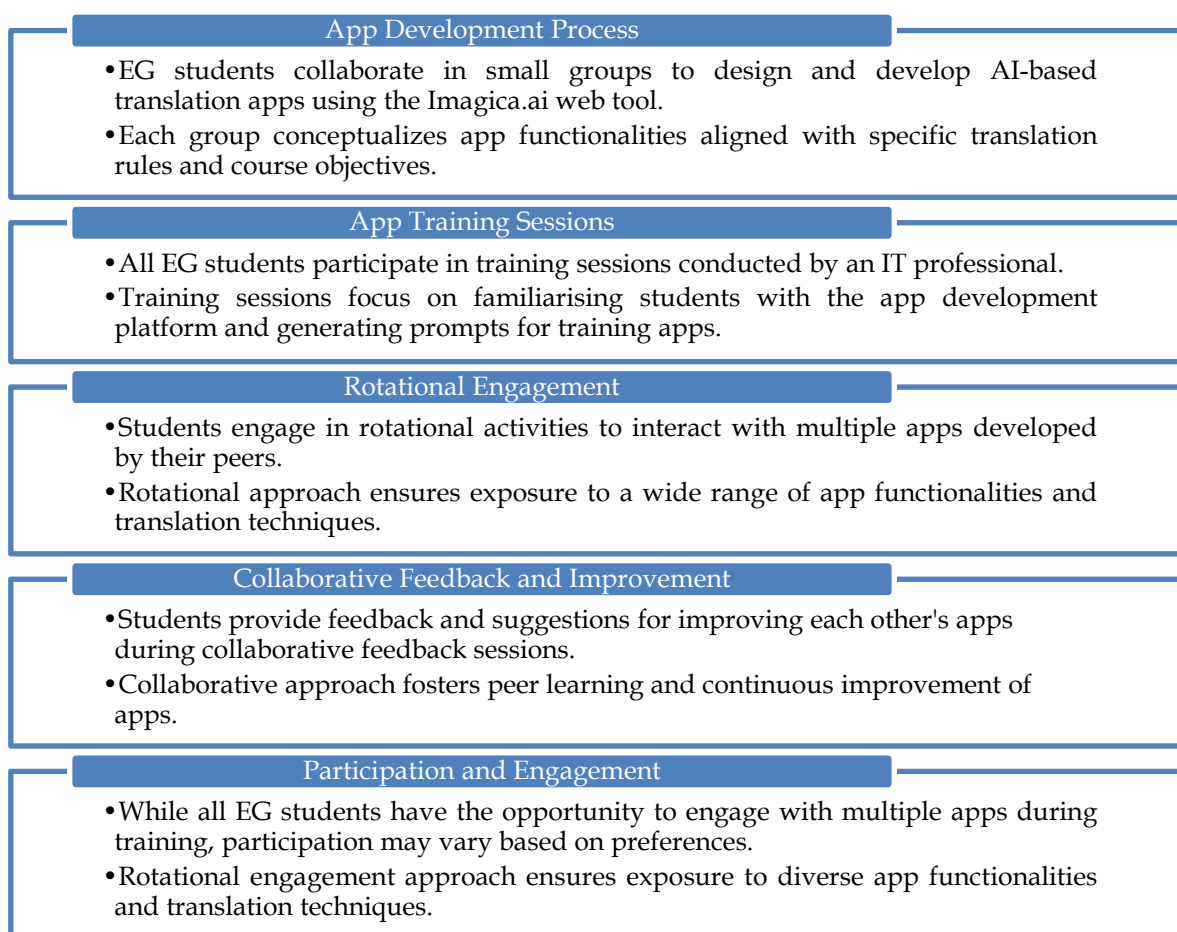 App Development Process
•EG students collaborate in small groups to design and develop AI-based
translation apps using the Imagica.ai web tool.
•Each group conceptualizes app functionalities aligned with specific translation
rules and course objectives.
App Training Sessions
•All EG students participate in training sessions conducted by an IT professional.
•Training sessions focus on familiarising students with the app development
platform and generating prompts for training apps.
Rotational Engagement
•Students engage in rotational activities to interact with multiple apps developed
by their peers.
•Rotational approach ensures exposure to a wide range of app functionalities and
translation techniques.
Collaborative Feedback and Improvement
•Students provide feedback and suggestions for improving each other's apps
during collaborative feedback sessions.
•Collaborative approach fosters peer learning and continuous improvement of
apps.
Participation and Engagement
•While all EG students have the opportunity to engage with multiple apps during
training, participation may vary based on preferences.
•Rotational engagement approach ensures exposure to diverse app functionalities
and translation techniques.